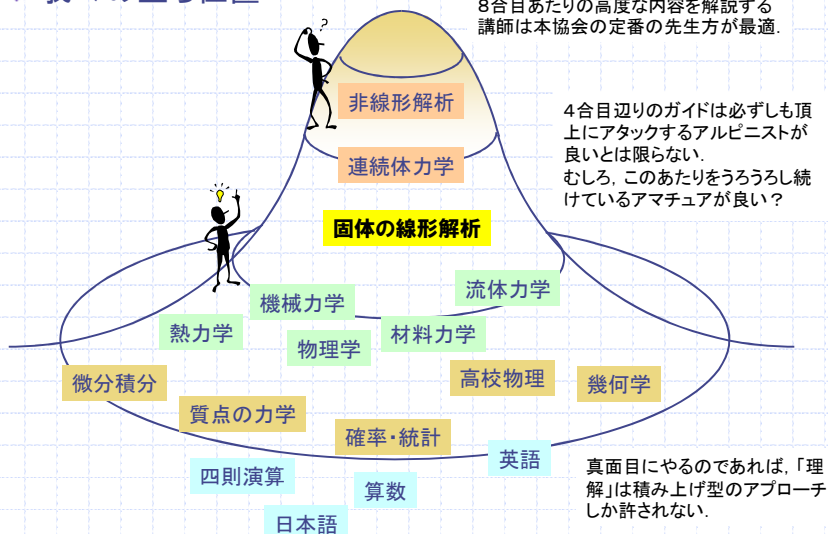 の立ち位置
8合目あたりの高度な内容を解説する
講師は本協会の定番の先生方が最適.
?
非線形解析
4合目辺りのガイドは必ずしも頂
上にアタックするアルピニストが
良いとは限らない.
むしろ, このあたりをうろうろし続
けているアマチュアが良い?
連続体力学
固体の線形解析
流体力学
機械力学
熱力学
材料力学
物理学
高校物理
幾何学
微分積分
質点の力学
確率・統計
英語
四則演算
算数
日本語
真面目にやるのであれば, 「理
解」は積み上げ型のアプローチ
しか許されない.